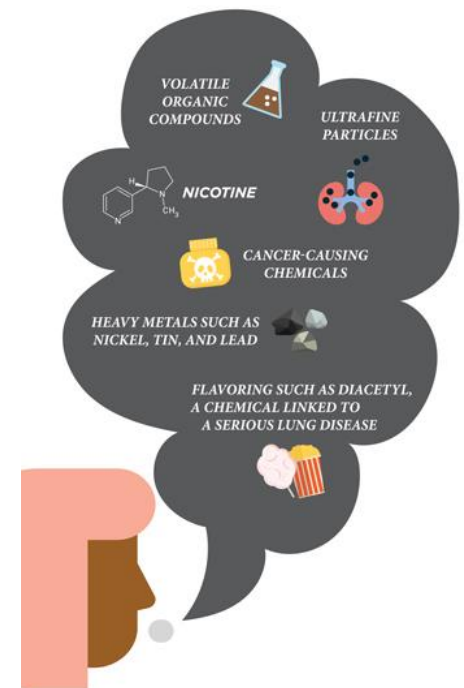 VOLATILE
ORGANIC
COMPOUNDS
ULTRAFINE
PARTICLES
H
N
CH₃
N
NICOTINE
CANCER-CAUSING
CHEMICALS
HEAVY METALS SUCH AS
NICKEL, TIN, AND LEAD
FLAVORING SUCH AS DIACETYL,
A CHEMICAL LINKED TO
A SERIOUS LUNG DISEASE